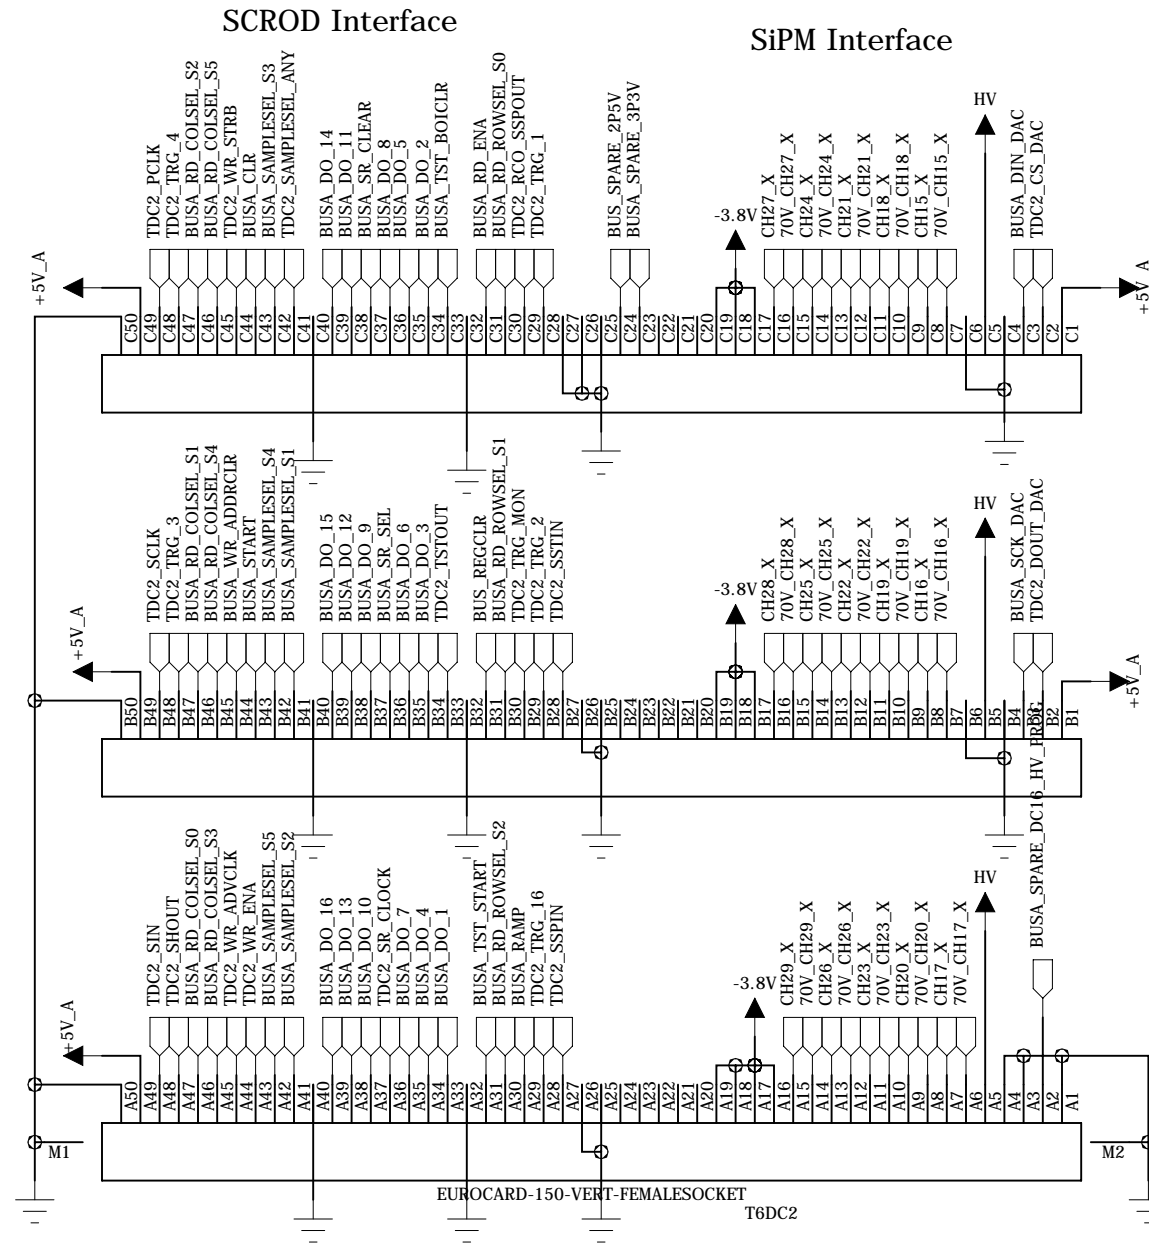 SCROD Interface
SiPM Interface
TDC2_PCLK
TDC2_TRG_4
BUSA_RD_COLSEL_S2
BUSA_RD_COLSEL_S5
TDC2_WR_STRB
BUSA_CLR
BUSA_SAMPLESEL_S3
TDC2_SAMPLESEL_ANY
BUSA_DO_14
BUSA_DO_11
BUSA_SR_CLEAR
BUSA_DO_8
BUSA_DO_5
BUSA_DO_2
BUSA_TST_BOICLR
BUSA_RD_ENA
BUSA_RD_ROWSEL_S0
TDC2_RCO_SSPOUT
TDC2_TRG_1
BUS_SPARE_2P5V
BUSA_SPARE_3P3V
-3.8V
CH27_X
70V_CH27_X
CH24_X
70V_CH24_X
CH21_X
70V_CH21_X
CH18_X
70V_CH18_X
CH15_X
70V_CH15_X
HV
BUSA_DIN_DAC
TDC2_CS_DAC
+5V_A
+5V_A
C50
C49
C48
C47
C46
C45
C44
C43
C42
C41
C40
C39
C38
C37
C36
C35
C34
C33
C32
C31
C30
C29
C28
C27
C26
C25
C24
C23
C22
C21
C20
C19
C18
C17
C16
C15
C14
C13
C12
C11
C10
C9
C8
C7
C6
C5
C4
C3
C2
C1
TDC2_SCLK
TDC2_TRG_3
BUSA_RD_COLSEL_S1
BUSA_RD_COLSEL_S4
BUSA_WR_ADDRCLR
BUSA_START
BUSA_SAMPLESEL_S4
BUSA_SAMPLESEL_S1
BUSA_DO_15
BUSA_DO_12
BUSA_DO_9
BUSA_SR_SEL
BUSA_DO_6
BUSA_DO_3
TDC2_TSTOUT
BUS_REGCLR
BUSA_RD_ROWSEL_S1
TDC2_TRG_MON
TDC2_TRG_2
TDC2_SSTIN
-3.8V
CH28_X
70V_CH28_X
CH25_X
70V_CH25_X
CH22_X
70V_CH22_X
CH19_X
70V_CH19_X
CH16_X
70V_CH16_X
HV
BUSA_SCK_DAC
TDC2_DOUT_DAC
+5V_A
+5V_A
B50
B49
B48
B47
B46
B45
B44
B43
B42
B41
B40
B39
B38
B37
B36
B35
B34
B33
B32
B31
B30
B29
B28
B27
B26
B25
B24
B23
B22
B21
B20
B19
B18
B17
B16
B15
B14
B13
B12
B11
B10
B9
B8
B7
B6
B5
B4
B3
B2
B1
TDC2_SIN
TDC2_SHOUT
BUSA_RD_COLSEL_S0
BUSA_RD_COLSEL_S3
TDC2_WR_ADVCLK
TDC2_WR_ENA
BUSA_SAMPLESEL_S5
BUSA_SAMPLESEL_S2
BUSA_DO_16
BUSA_DO_13
BUSA_DO_10
TDC2_SR_CLOCK
BUSA_DO_7
BUSA_DO_4
BUSA_DO_1
BUSA_TST_START
BUSA_RD_ROWSEL_S2
BUSA_RAMP
TDC2_TRG_16
TDC2_SSPIN
-3.8V
CH29_X
70V_CH29_X
CH26_X
70V_CH26_X
CH23_X
70V_CH23_X
CH20_X
70V_CH20_X
CH17_X
70V_CH17_X
HV
BUSA_SPARE_DC16_HV_PROG
+5V_A
A50
A49
A48
A47
A46
A45
A44
A43
A42
A41
A40
A39
A38
A37
A36
A35
A34
A33
A32
A31
A30
A29
A28
A27
A26
A25
A24
A23
A22
A21
A20
A19
A18
A17
A16
A15
A14
A13
A12
A11
A10
A9
A8
A7
A6
A5
A4
A3
A2
A1
M1
M2
EUROCARD-150-VERT-FEMALESOCKET
T6DC2